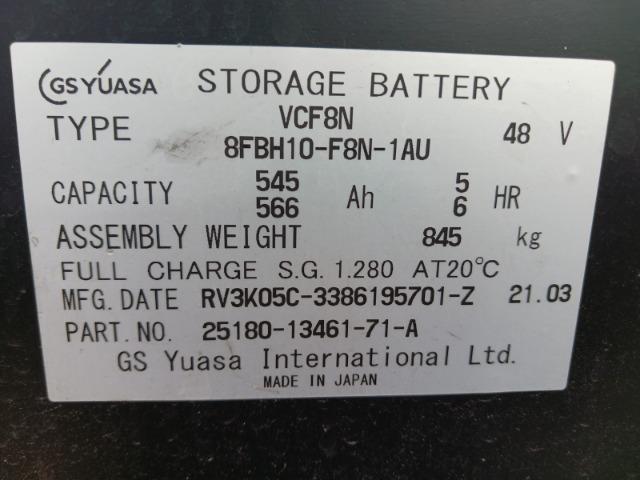 GS YUASA STORAGE BATTERY
TYPE VCF8N
8FBH10-F8N-1AU 48 V
CAPACITY 545 Ah 5 HR
566 6
ASSEMBLY WEIGHT 845 kg
FULL CHARGE S.G. 1.280 AT20℃
MFG.DATE RV3K05C-3386195701-Z 21.03
PART.NO. 25180-13461-71-A
GS Yuasa International Ltd.
MADE IN JAPAN